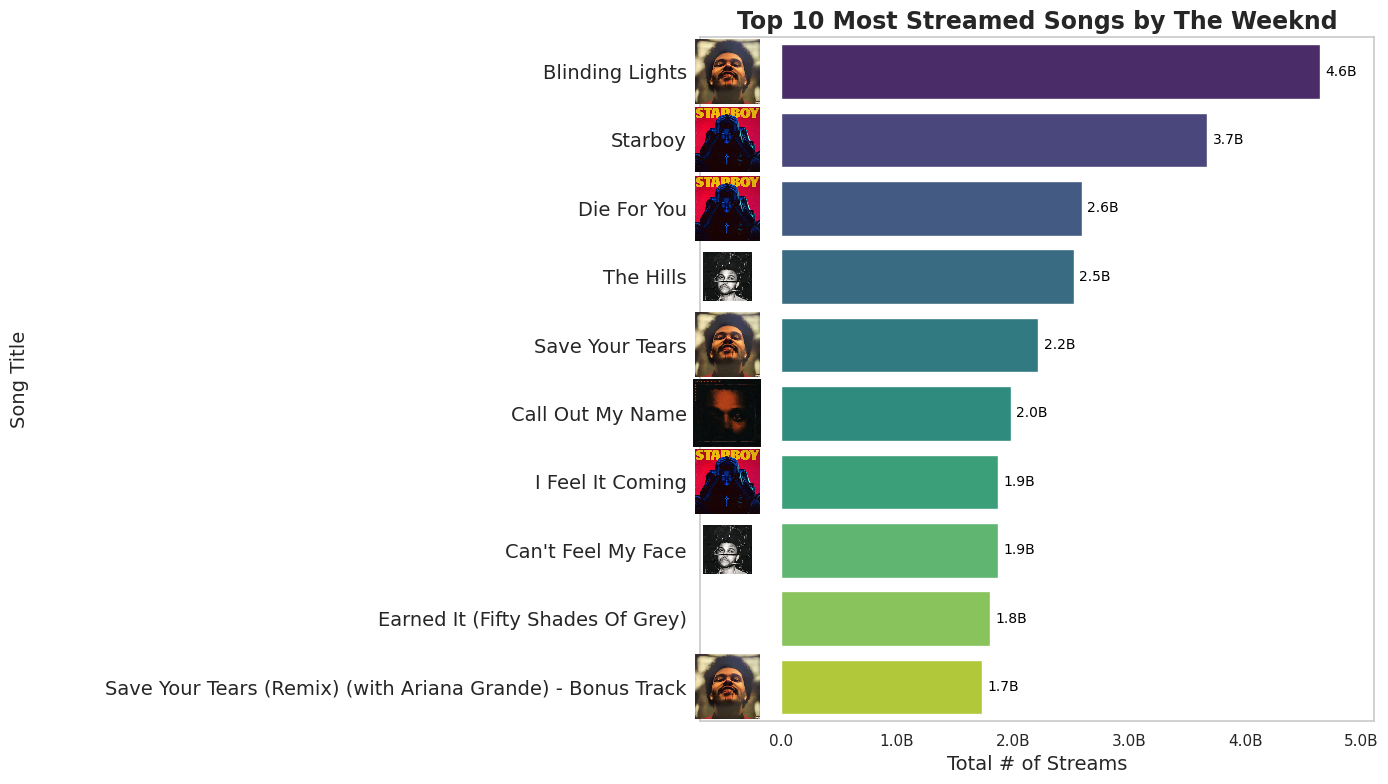 Top 10 Most Streamed Songs by The Weeknd
Song Title
Blinding Lights
4.6B
STARBOY
Starboy
3.7B
STARBOY
Die For You
2.6B
The Hills
2.5B
Save Your Tears
2.2B
Call Out My Name
2.0B
STARBOY
I Feel It Coming
1.9B
Can't Feel My Face
1.9B
Earned It (Fifty Shades Of Grey)
1.8B
Save Your Tears (Remix) (with Ariana Grande) - Bonus Track
1.7B
0.0 1.0B 2.0B 3.0B 4.0B 5.0B
Total # of Streams